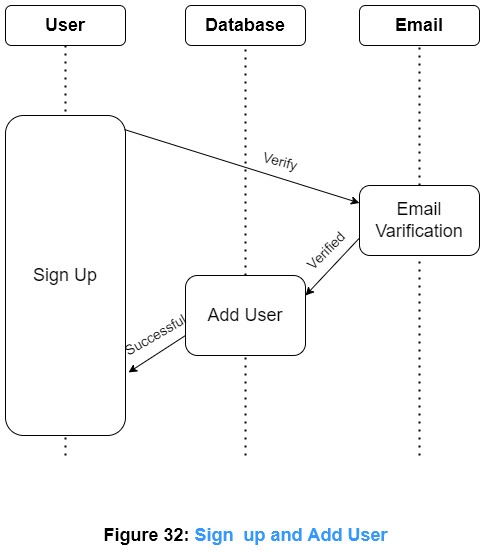 User
Database
Email
Verify
Email
Varification
Verified
Sign Up
Add User
Successful
Figure 32: Sign  up and Add User